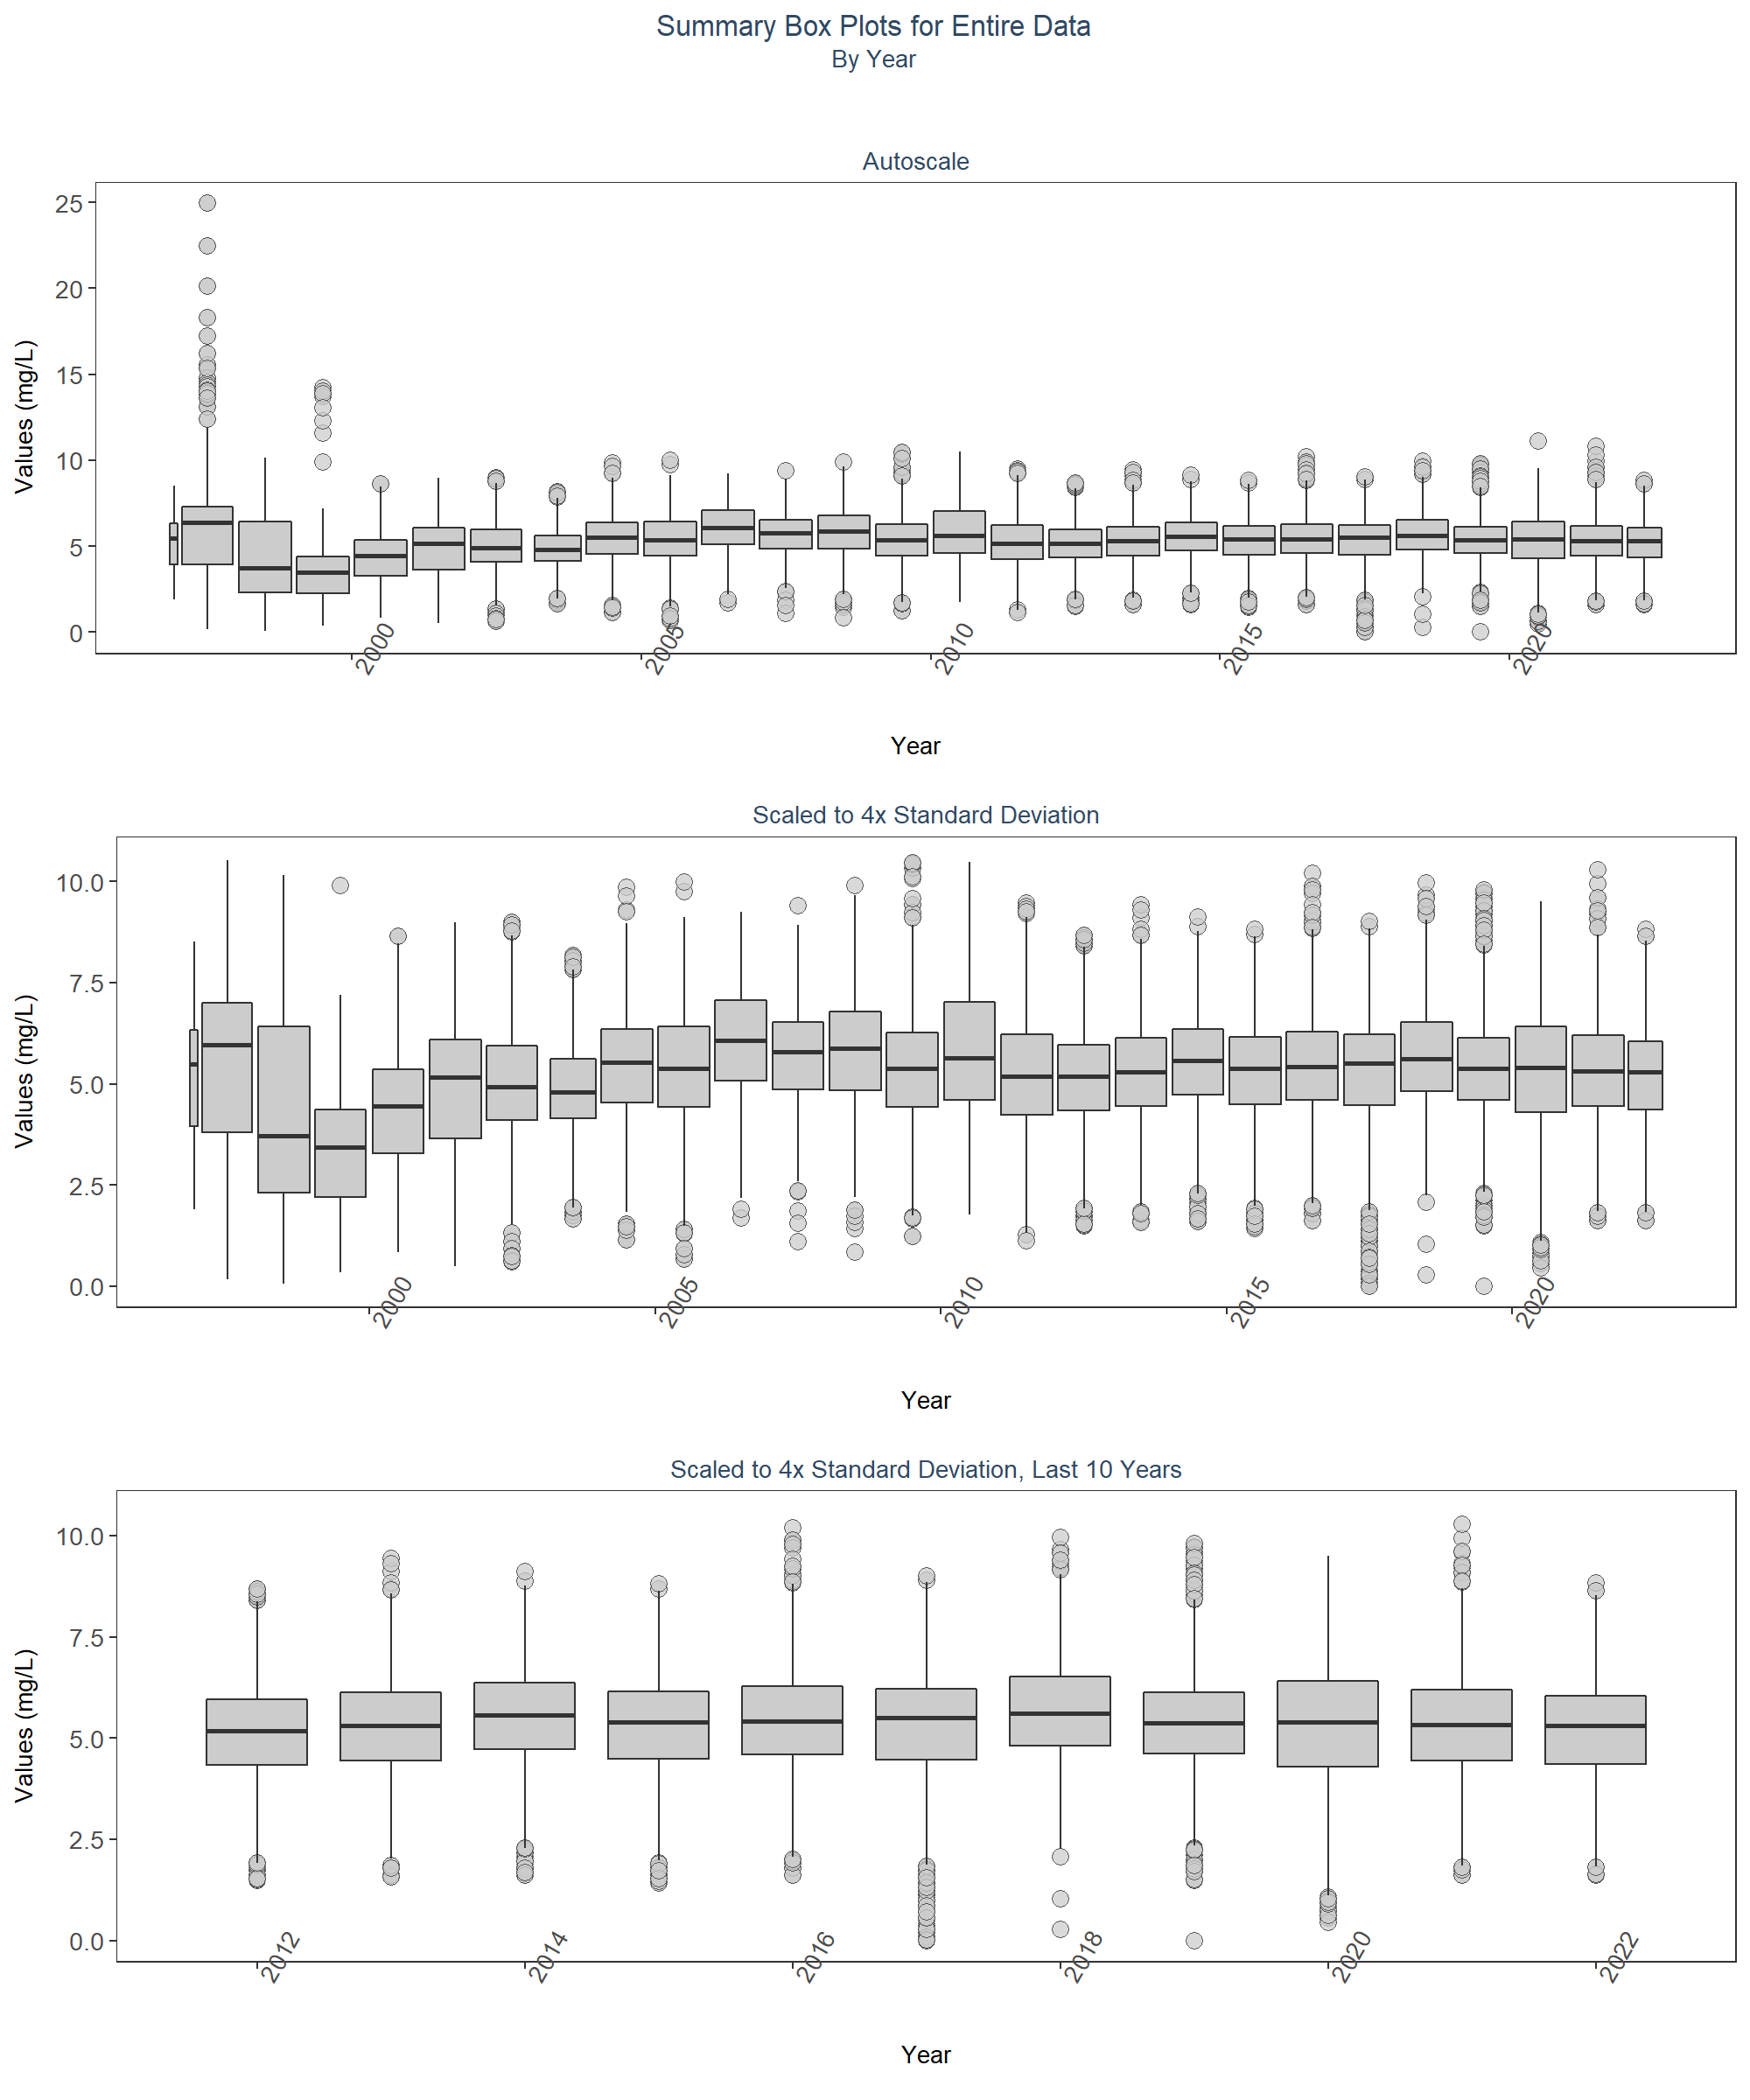 Summary Box Plots for Entire Data
By Year
Autoscale
Values (mg/L)
25
20
15
10
5
0
2000
2005
2010
2015
2020
Year
Scaled to 4x Standard Deviation
Values (mg/L)
10.0
7.5
5.0
2.5
0.0
2000
2005
2010
2015
2020
Year
Scaled to 4x Standard Deviation, Last 10 Years
Values (mg/L)
10.0
7.5
5.0
2.5
0.0
2012
2014
2016
2018
2020
2022
Year